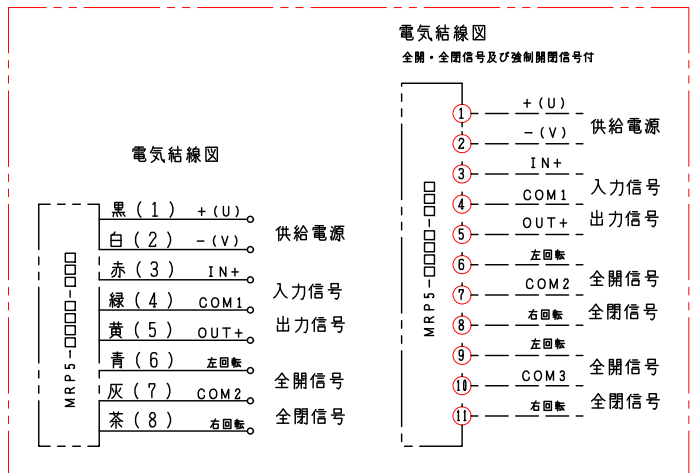 電気結線図
MRP5-□□□□-□□□
黒(1) +(U)
白(2) -(V)
供給電源
赤(3) IN+
入力信号
緑(4) COM1
出力信号
黄(5) OUT+
青(6) 左回転
全開信号
灰(7) COM2
全閉信号
茶(8) 右回転
電気結線図
全開・全閉信号及び強制開閉信号付
MRP5-□□□□-□□□
① +(U)
供給電源
② -(V)
③ IN+
入力信号
④ COM1
出力信号
⑤ OUT+
⑥ 左回転
全開信号
⑦ COM2
全閉信号
⑧ 右回転
⑨ 左回転
全開信号
⑩ COM3
全閉信号
⑪ 右回転